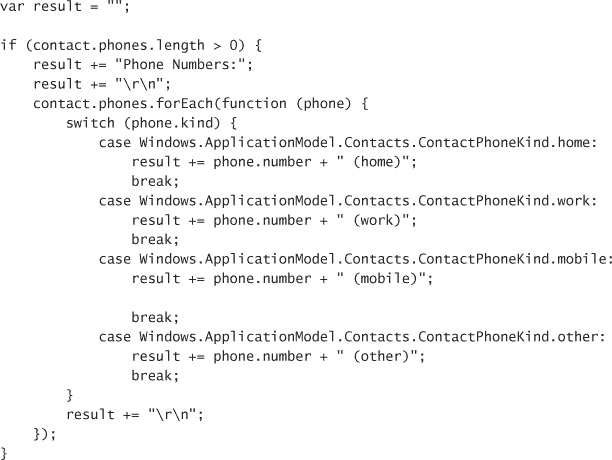 var result = "";

if (contact.phones.length > 0) {
    result += "Phone Numbers:";
    result += "\r\n";
    contact.phones.forEach(function (phone) {
        switch (phone.kind) {
            case Windows.ApplicationModel.Contacts.ContactPhoneKind.home:
                result += phone.number + " (home)";
                break;
            case Windows.ApplicationModel.Contacts.ContactPhoneKind.work:
                result += phone.number + " (work)";
                break;
            case Windows.ApplicationModel.Contacts.ContactPhoneKind.mobile:
                result += phone.number + " (mobile)";

                break;
            case Windows.ApplicationModel.Contacts.ContactPhoneKind.other:
                result += phone.number + " (other)";
                break;
        }
        result += "\r\n";
    });
}